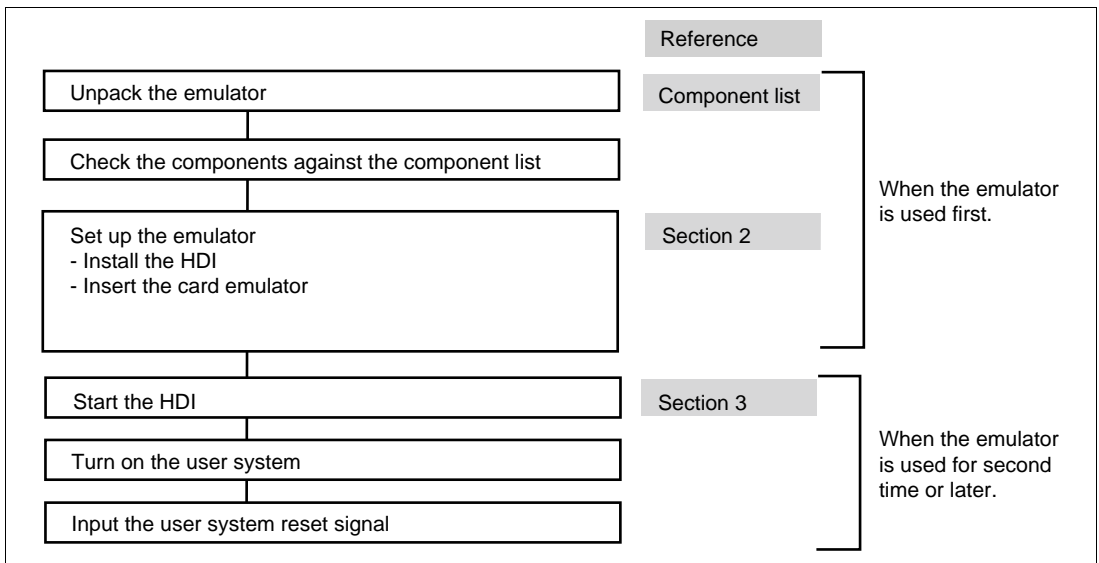 Reference
Unpack the emulator
Component list
Check the components against the component list
Set up the emulator
- Install the HDI
- Insert the card emulator
Section 2
When the emulator
is used first.
Start the HDI
Section 3
Turn on the user system
Input the user system reset signal
When the emulator
is used for second
time or later.